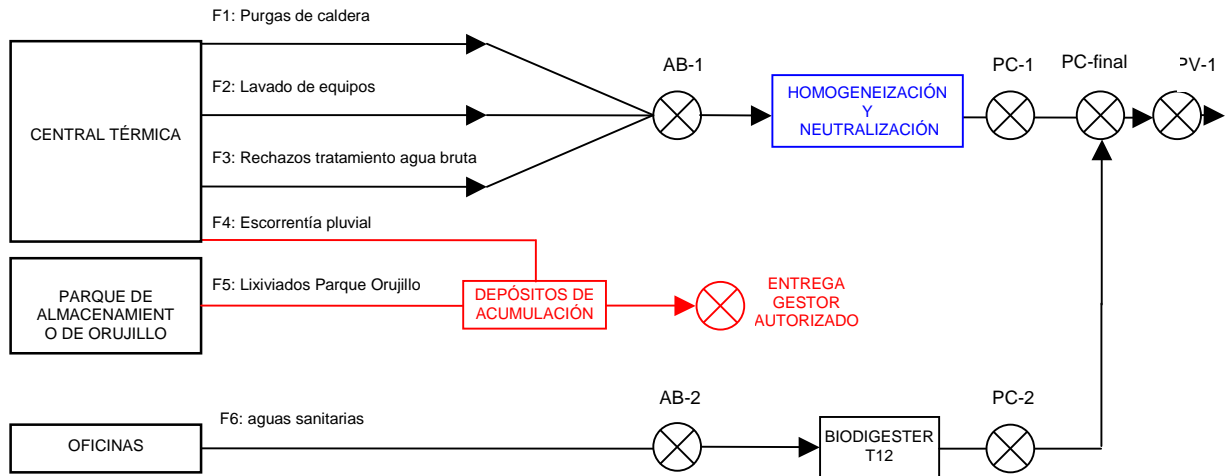 F1: Purgas de caldera
AB-1
PC-1
PC-final
PV-1
F2: Lavado de equipos
HOMOGENEIZACIÓN
Y
NEUTRALIZACIÓN
CENTRAL TÉRMICA
F3: Rechazos tratamiento agua bruta
F4: Escorrentía pluvial
F5: Lixiviados Parque Orujillo
PARQUE DE
ALMACENAMIENT
O DE ORUJILLO
DEPÓSITOS DE
ACUMULACIÓN
ENTREGA
GESTOR
AUTORIZADO
F6: aguas sanitarias
AB-2
PC-2
OFICINAS
BIODIGESTER
T12